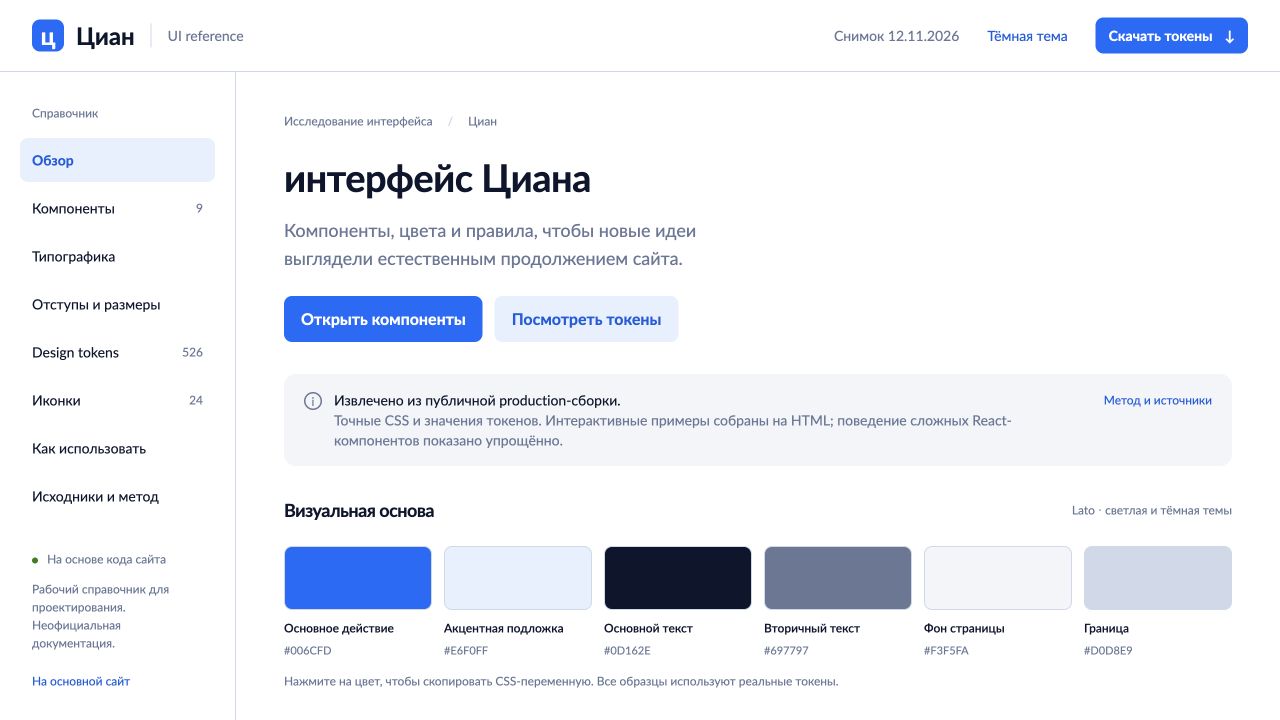 ц Циан UI reference
Снимок 12.11.2026 Тёмная тема Скачать токены ↓
Справочник
Обзор
Компоненты 9
Типографика
Отступы и размеры
Design tokens 526
Иконки 24
Как использовать
Исходники и метод
На основе кода сайта
Рабочий справочник для
проектирования.
Неофициальная
документация.
На основной сайт
Исследование интерфейса / Циан
интерфейс Циана
Компоненты, цвета и правила, чтобы новые идеи
выглядели естественным продолжением сайта.
Открыть компоненты Посмотреть токены
Извлечено из публичной production-сборки. Метод и источники
Точные CSS и значения токенов. Интерактивные примеры собраны на HTML; поведение сложных React-
компонентов показано упрощённо.
Визуальная основа Lato · светлая и тёмная темы
Основное действие Акцентная подложка Основной текст Вторичный текст Фон страницы Граница
#006CFD #E6F0FF #0D162E #697797 #F3F5FA #D0D8E9
Нажмите на цвет, чтобы скопировать CSS-переменную. Все образцы используют реальные токены.